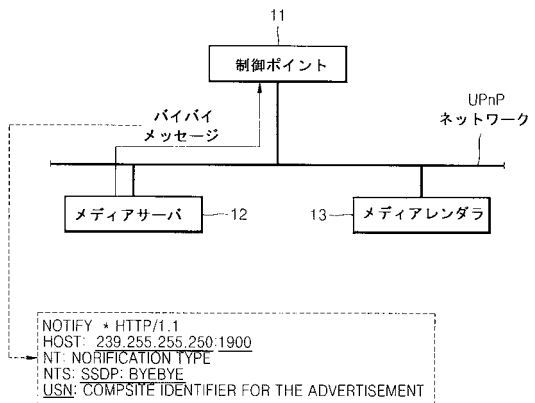 11
制御ポイント
バイバイ
メッセージ
UPnP
ネットワーク
メディアサーバ
12
13
メディアレンダラ
NOTIFY * HTTP/1.1
HOST: 239.255.255.250:1900
NT: NORIFICATION TYPE
NTS: SSDP: BYEBYE
USN: COMPSITE IDENTIFIER FOR THE ADVERTISEMENT